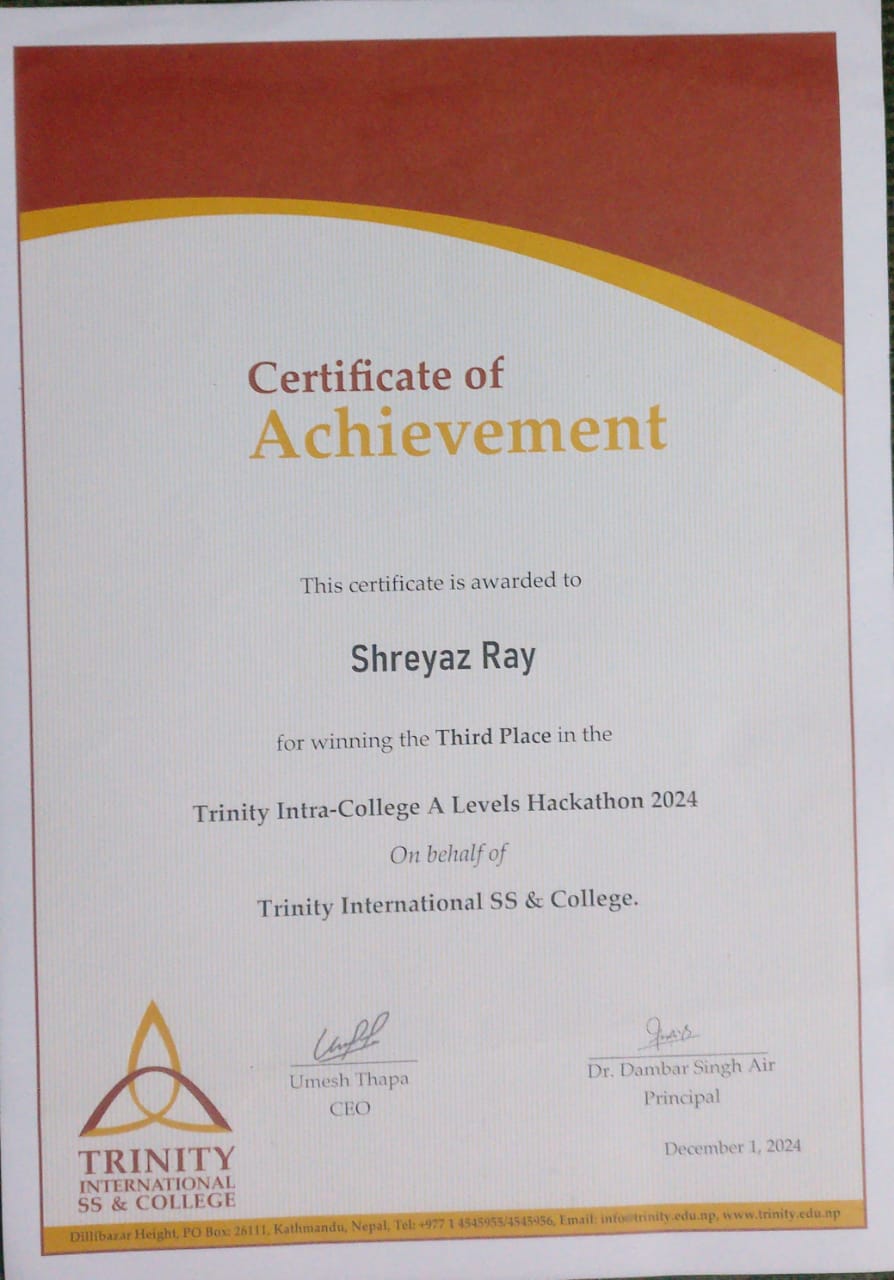 Certificate of
Achievement
This certificate is awarded to
Shreyaz Ray
for winning the Third Place in the
Trinity Intra-College A Levels Hackathon 2024
On behalf of
Trinity International SS & College.
Umesh Thapa
CEO
Dr. Dambar Singh Air
Principal
December 1, 2024
TRINITY
INTERNATIONAL
SS & COLLEGE
Dillibazar Height, PO Box: 26111, Kathmandu, Nepal, Tel: +977 1 4545955/4545956, Email: info@trinity.edu.np, www.trinity.edu.np